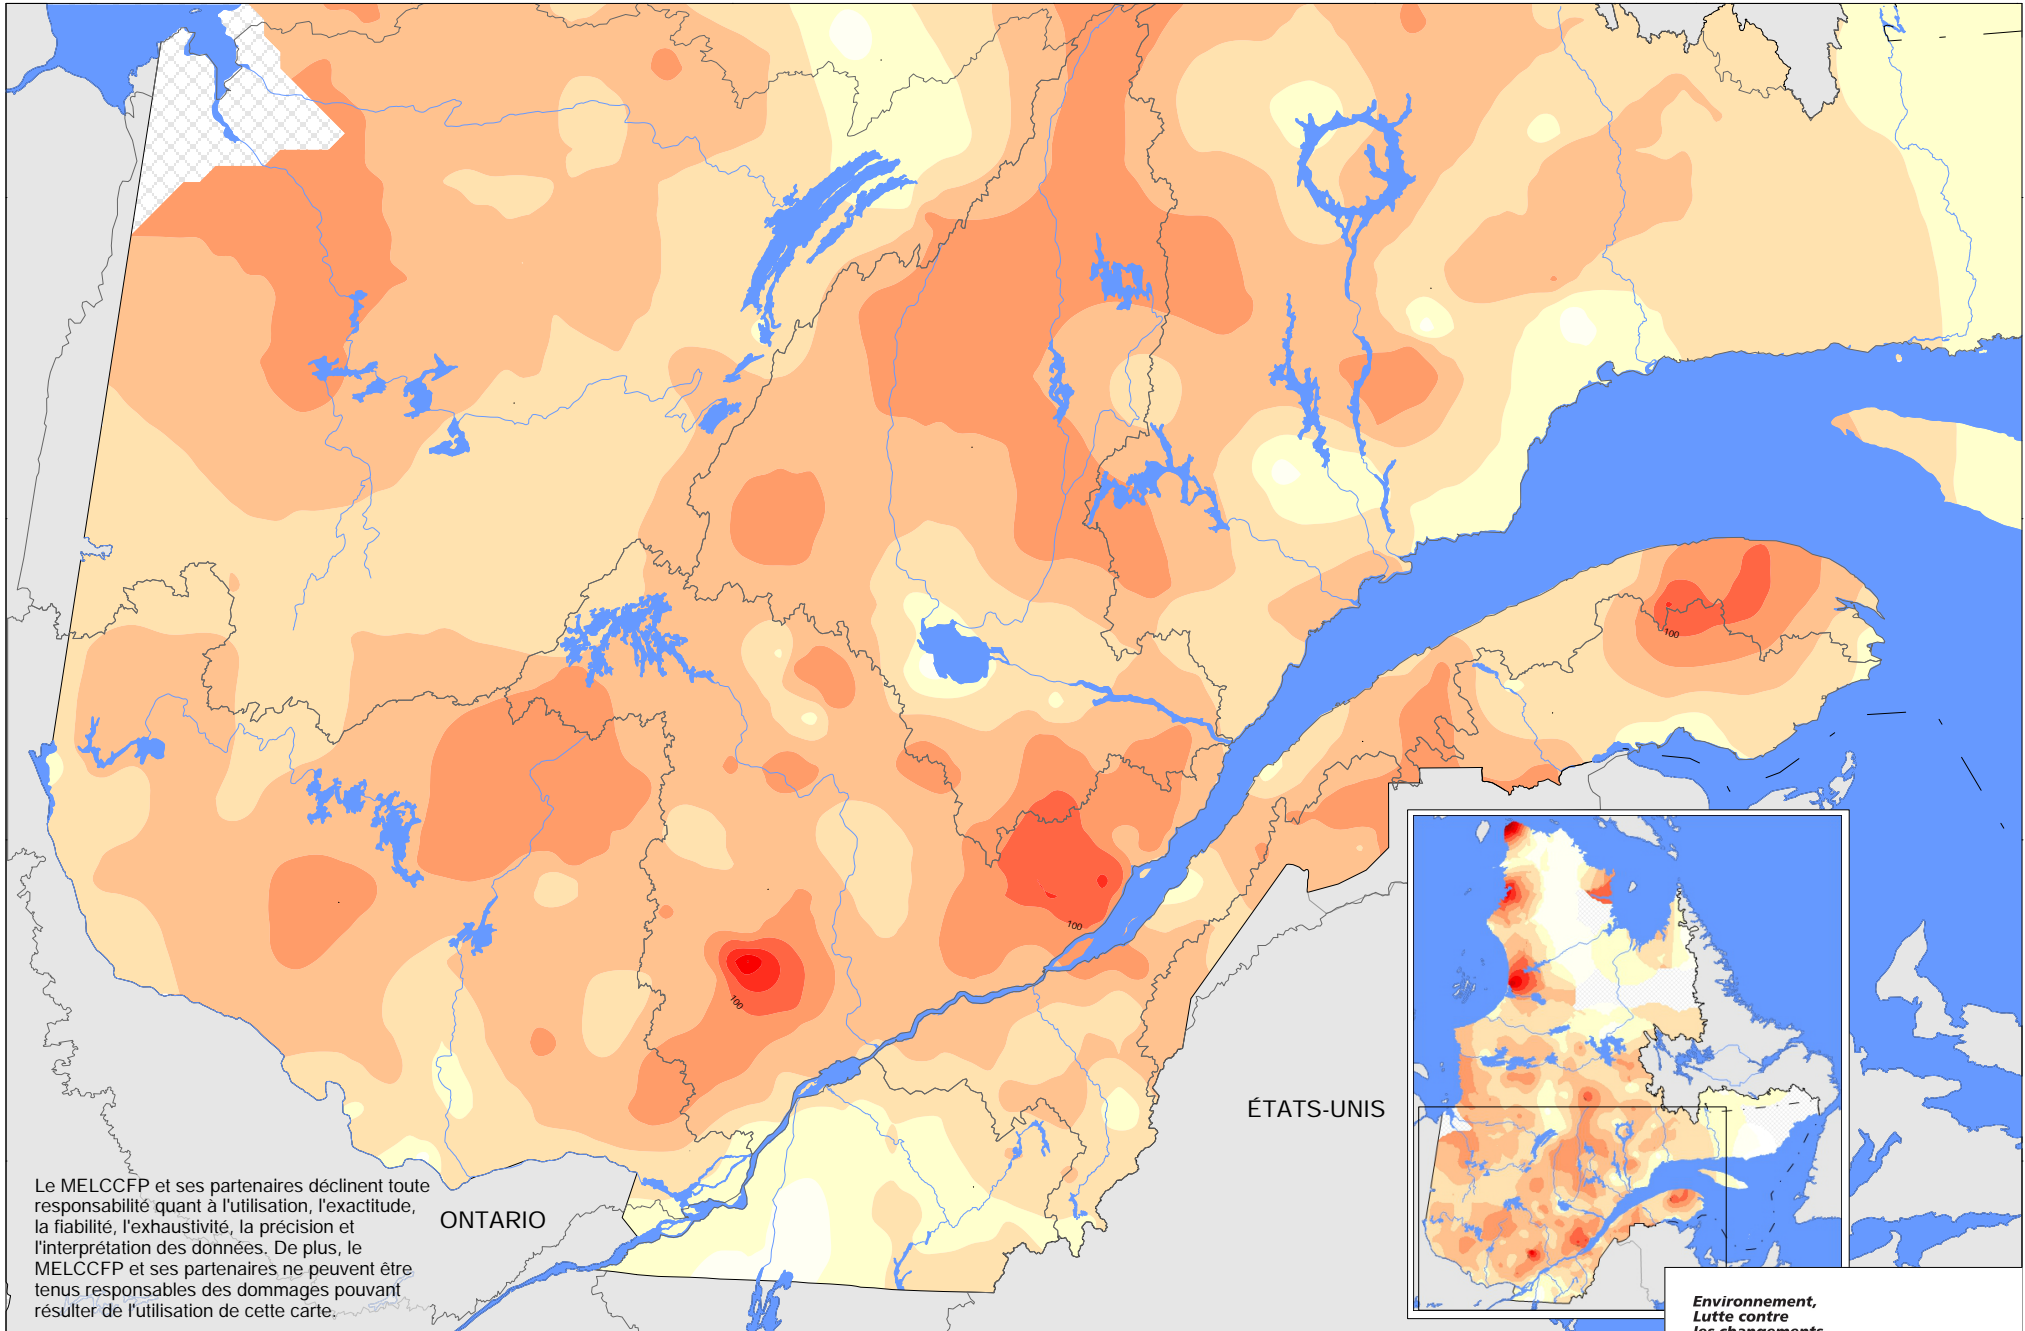 100
100
100
ÉTATS-UNIS
ONTARIO
Le MELCCFP et ses partenaires déclinent toute
responsabilité quant à l'utilisation, l'exactitude,
la fiabilité, l'exhaustivité, la précision et
l'interprétation des données. De plus, le
MELCCFP et ses partenaires ne peuvent être
tenus responsables des dommages pouvant
résulter de l'utilisation de cette carte.
Environnement,
Lutte contre
les changements